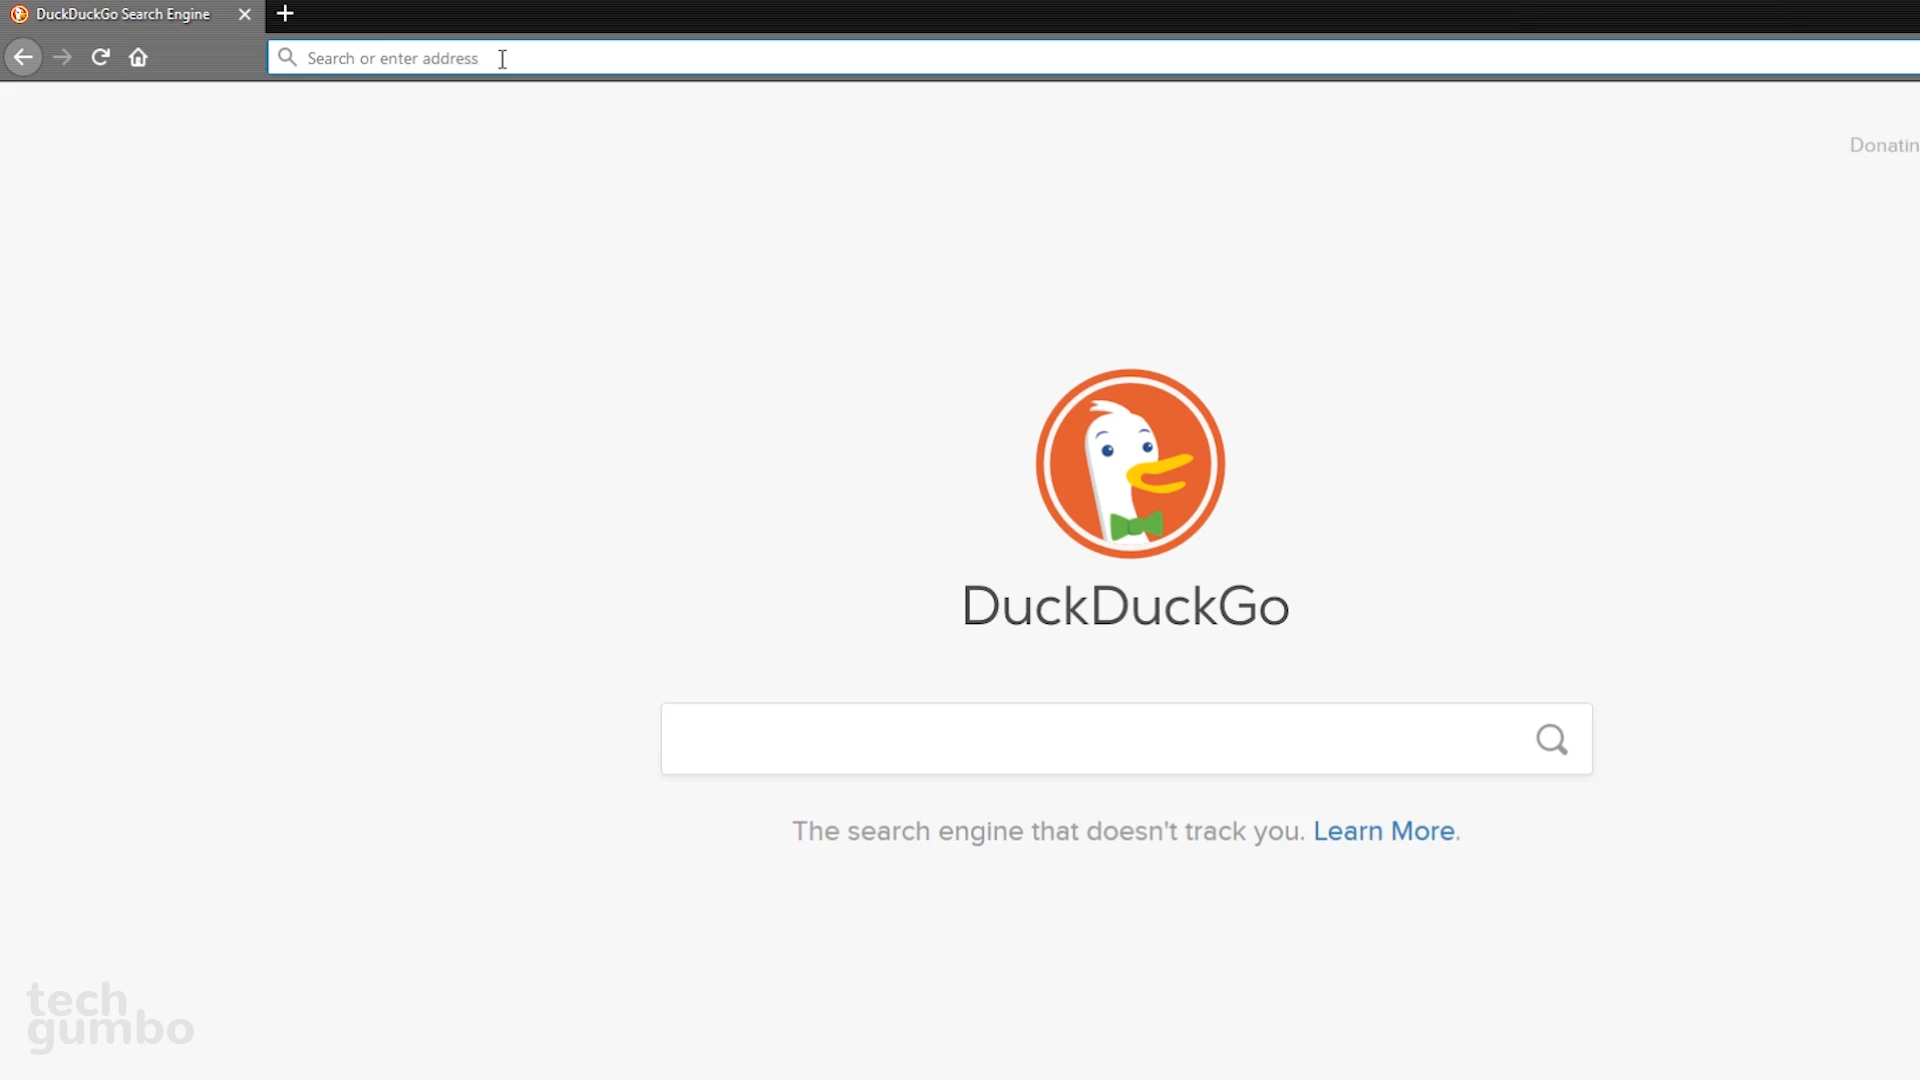 DuckDuckGo Search Engine
Search or enter address
Donatin
DuckDuckGo
The search engine that doesn't track you. Learn More.
tech
gumbo